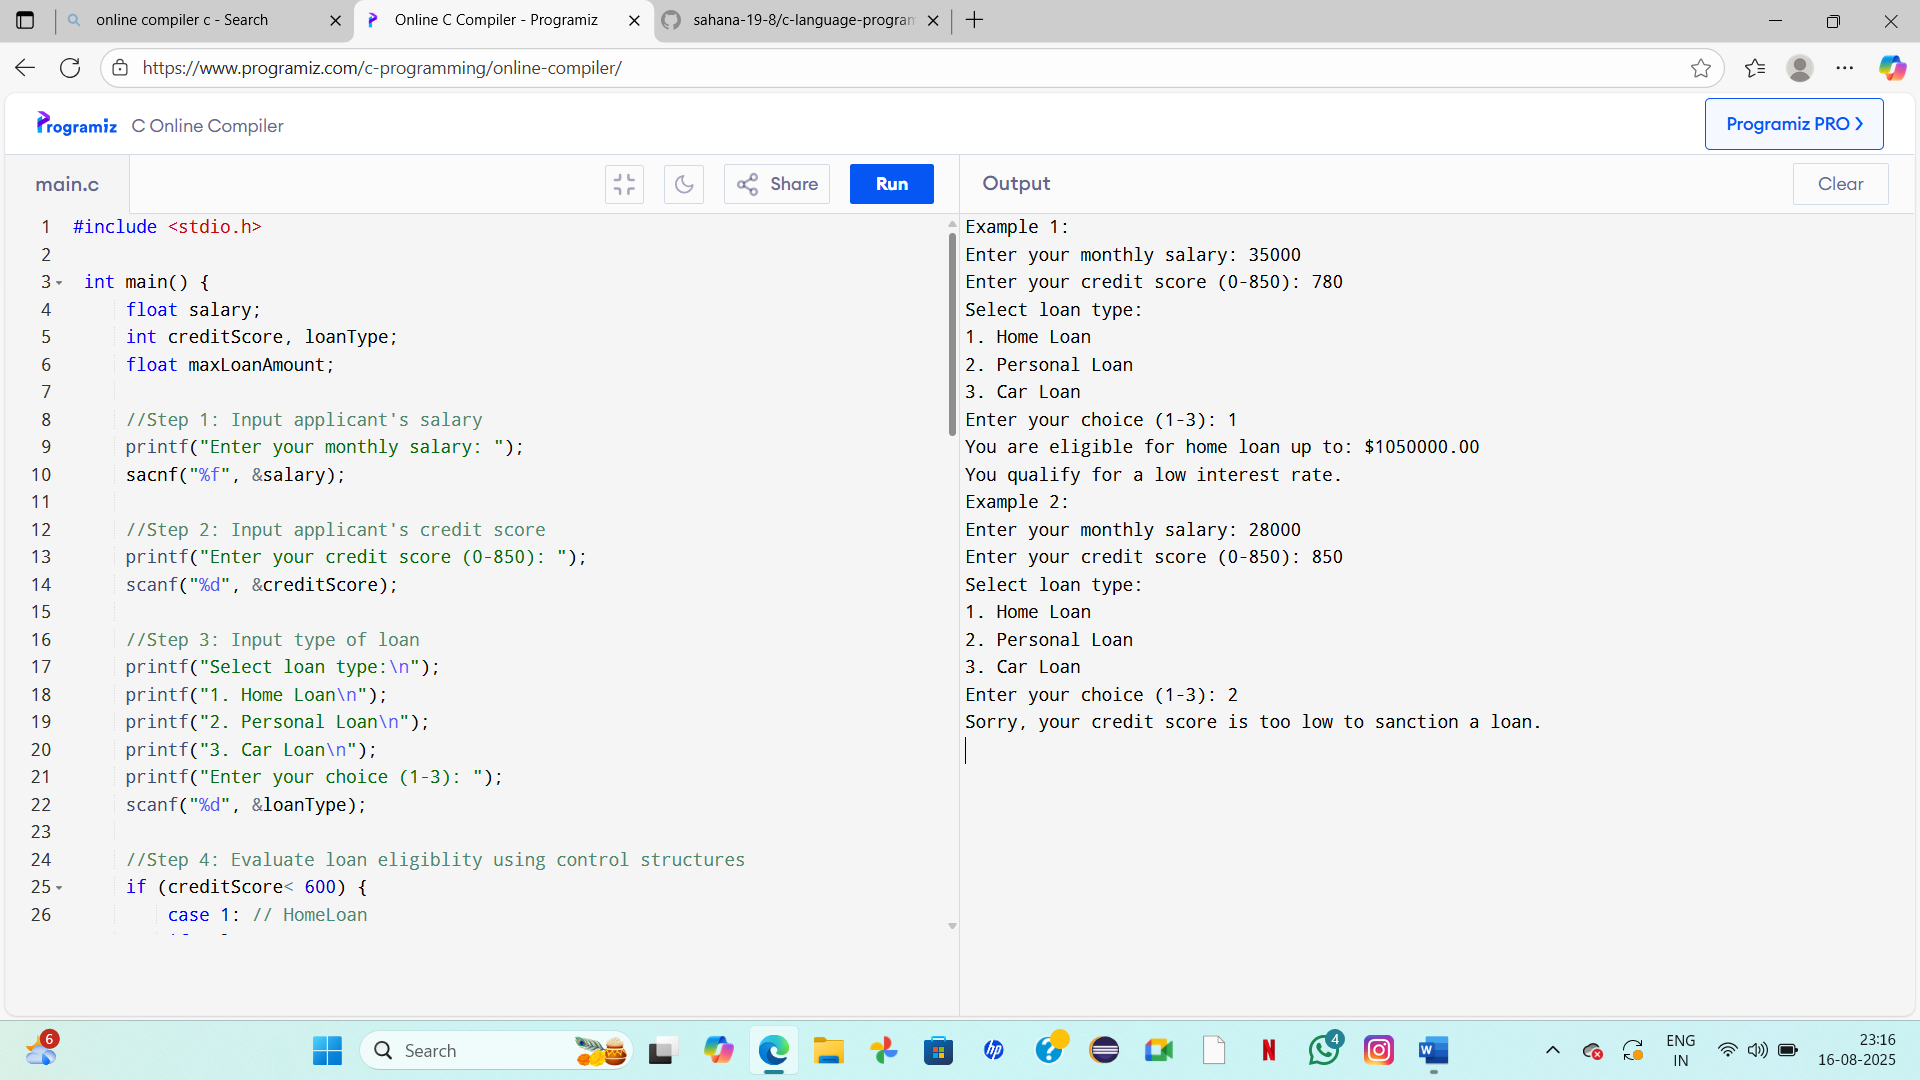 online compiler c - Search
Online C Compiler - Programiz
sahana-19-8/c-language-program
https://www.programiz.com/c-programming/online-compiler/
Programiz C Online Compiler
Programiz PRO
main.c
Share
Run
Output
Clear
1 #include <stdio.h>
2
3 int main() {
4 float salary;
5 int creditScore, loanType;
6 float maxLoanAmount;
7
8 //Step 1: Input applicant's salary
9 printf("Enter your monthly salary: ");
10 sacnf("%f", &salary);
11
12 //Step 2: Input applicant's credit score
13 printf("Enter your credit score (0-850): ");
14 scanf("%d", &creditScore);
15
16 //Step 3: Input type of loan
17 printf("Select loan type:\n");
18 printf("1. Home Loan\n");
19 printf("2. Personal Loan\n");
20 printf("3. Car Loan\n");
21 printf("Enter your choice (1-3): ");
22 scanf("%d", &loanType);
23
24 //Step 4: Evaluate loan eligiblity using control structures
25 if (creditScore< 600) {
26 case 1: // HomeLoan
Example 1:
Enter your monthly salary: 35000
Enter your credit score (0-850): 780
Select loan type:
1. Home Loan
2. Personal Loan
3. Car Loan
Enter your choice (1-3): 1
You are eligible for home loan up to: $1050000.00
You qualify for a low interest rate.
Example 2:
Enter your monthly salary: 28000
Enter your credit score (0-850): 850
Select loan type:
1. Home Loan
2. Personal Loan
3. Car Loan
Enter your choice (1-3): 2
Sorry, your credit score is too low to sanction a loan.
6
Search
hp
?
N
4
W
ENG
IN
23:16
16-08-2025